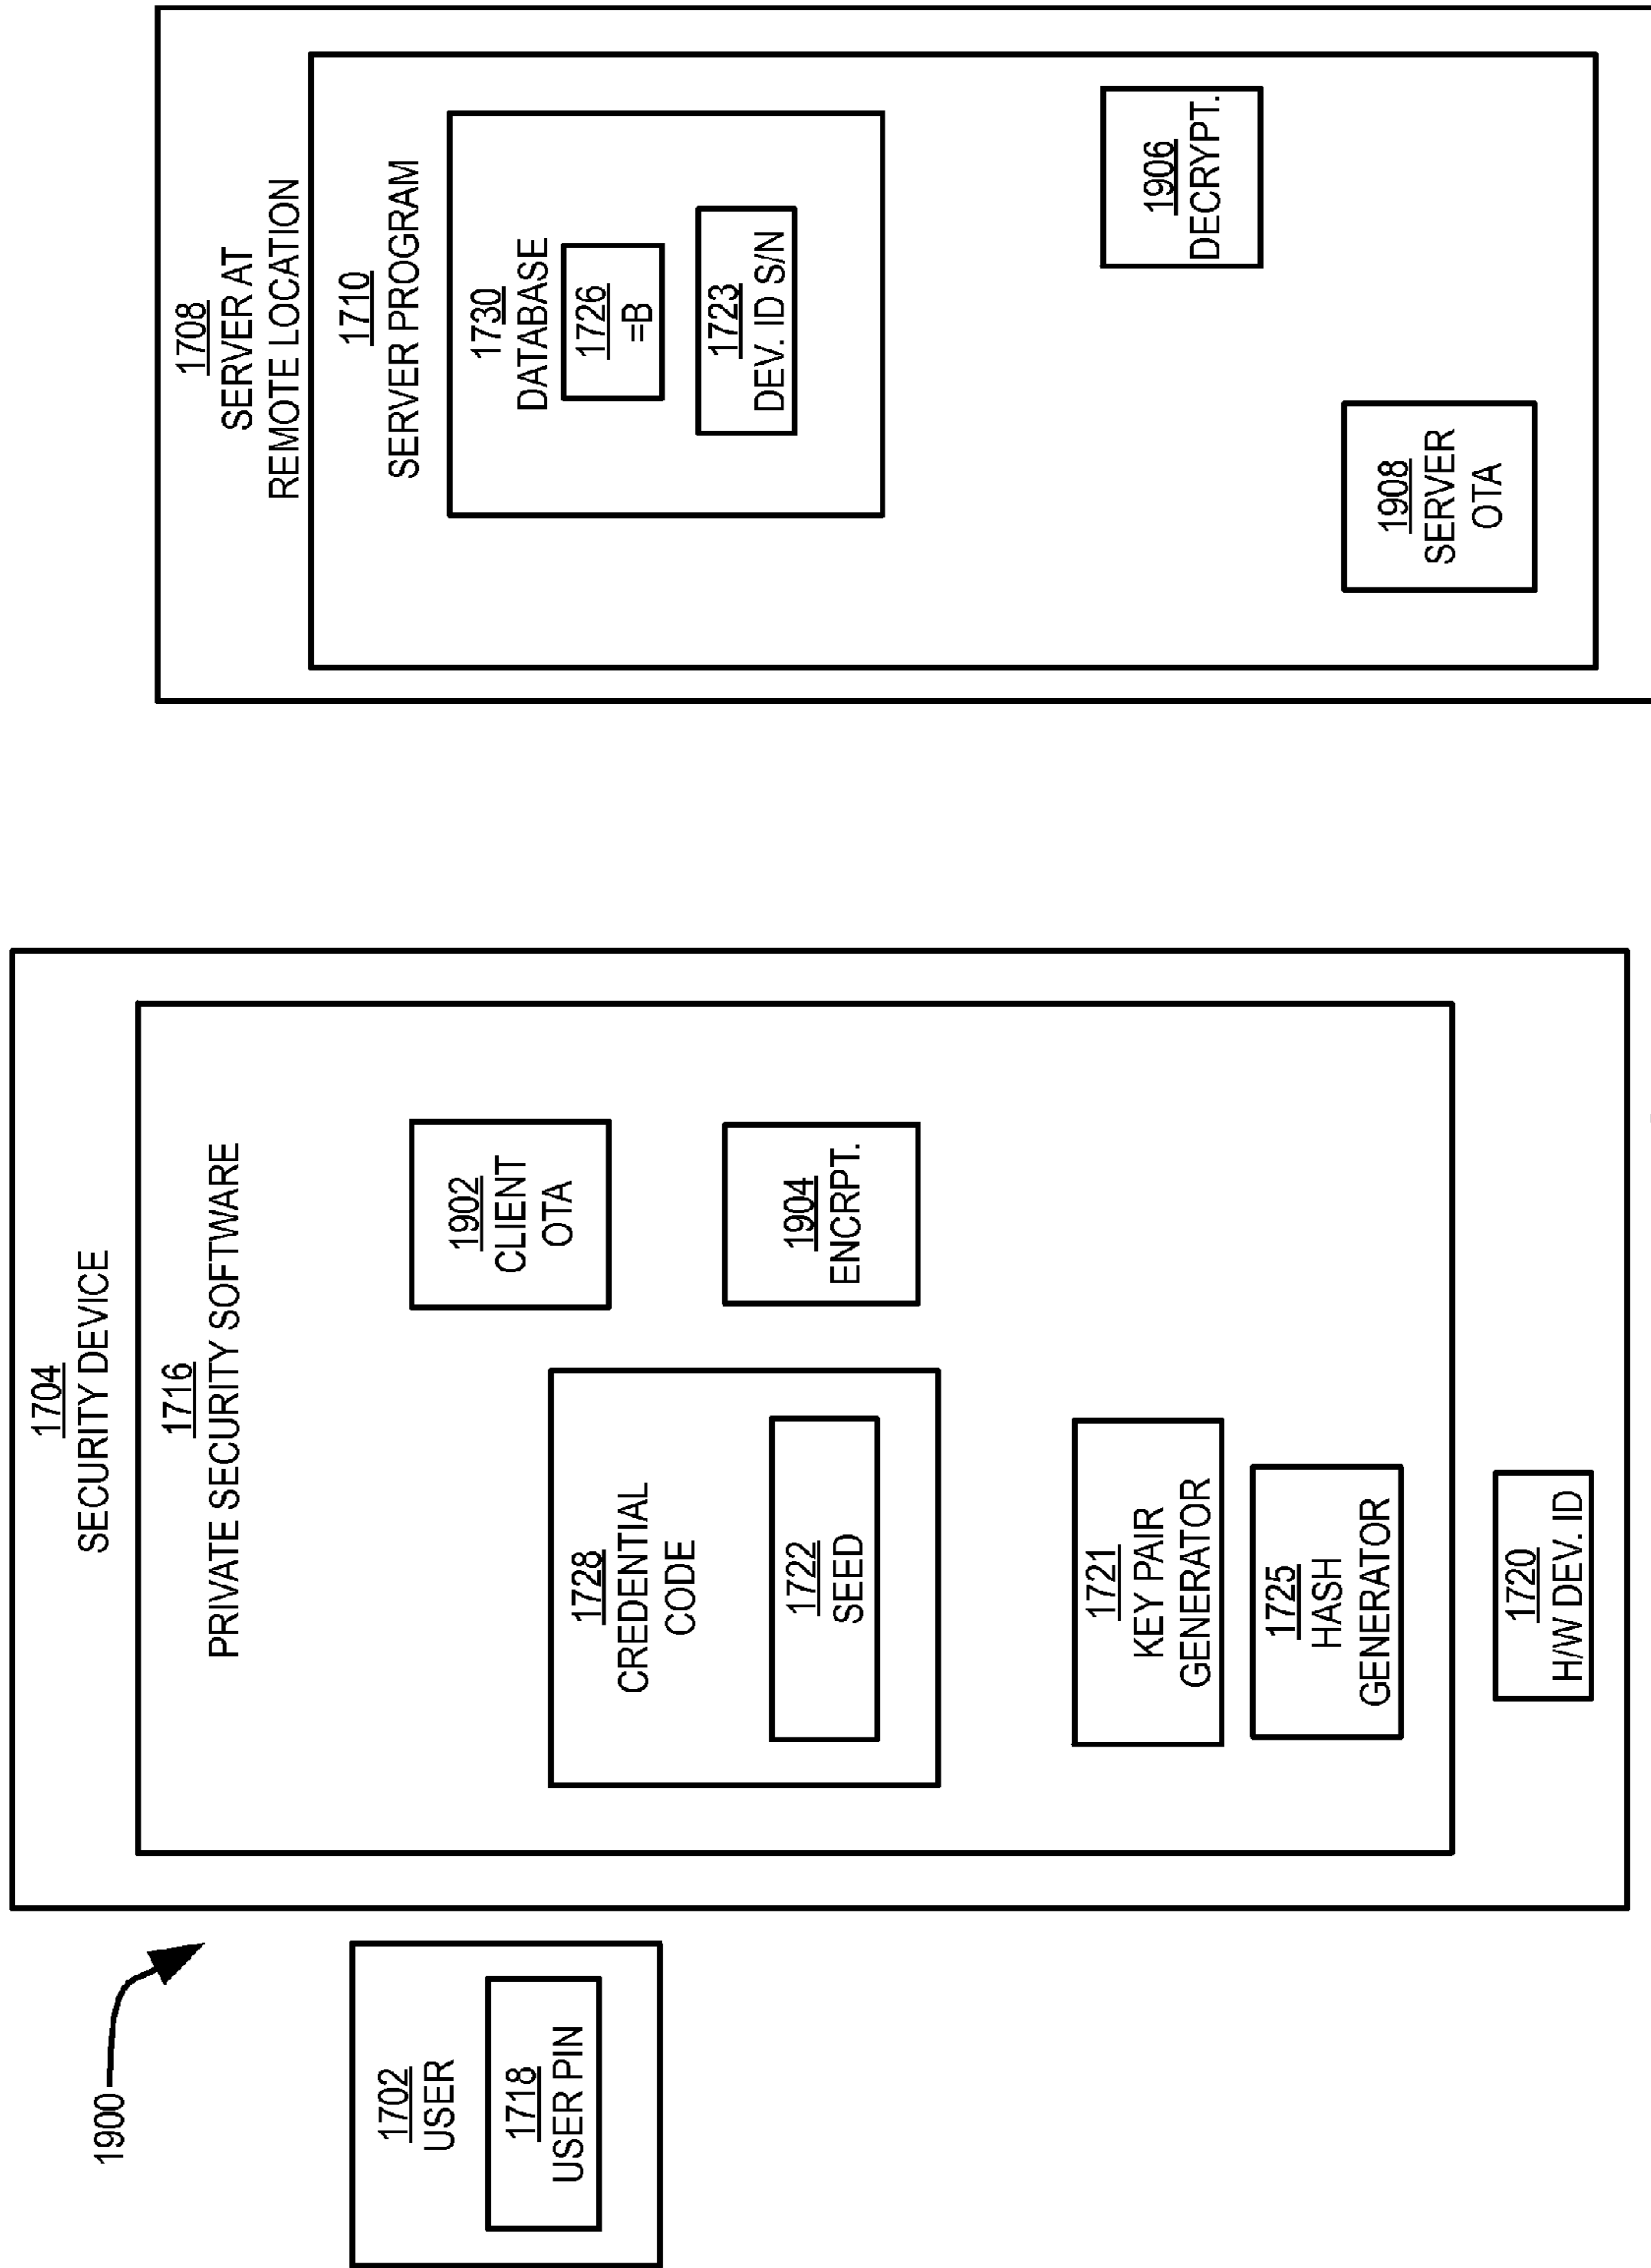 1900
1702
USER
1718
USER PIN
1704
SECURITY DEVICE
1716
PRIVATE SECURITY SOFTWARE
1728
CREDENTIAL
CODE
1722
SEED
1902
CLIENT
OTA
1904
ENCRPT.
1721
KEY PAIR
GENERATOR
1725
HASH
GENERATOR
1720
H/W DEV. ID
1708
SERVER AT
REMOTE LOCATION
1710
SERVER PROGRAM
1730
DATABASE
1726
=B
1723
DEV. ID S/N
1906
DECRYPT.
1908
SERVER
OTA